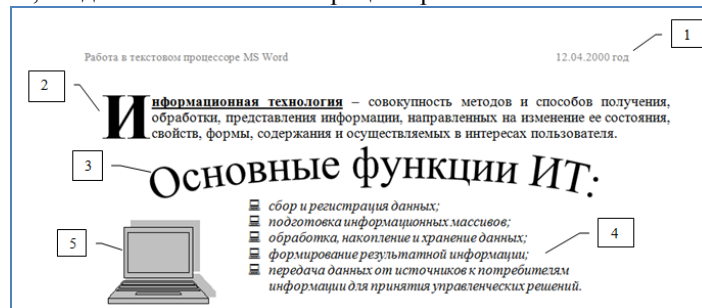 1
Работа в текстовом процессоре MS Word 12.04.2000 год
2
Информационная технология – совокупность методов и способов получения,
обработки, представления информации, направленных на изменение ее состояния,
свойств, формы, содержания и осуществляемых в интересах пользователя.
3
Основные функции ИТ:
сбор и регистрация данных;
подготовка информационных массивов;
5
обработка, накопление и хранение данных;
4
формирование результатной информации;
передача данных от источников к потребителям
информации для принятия управленческих решений.